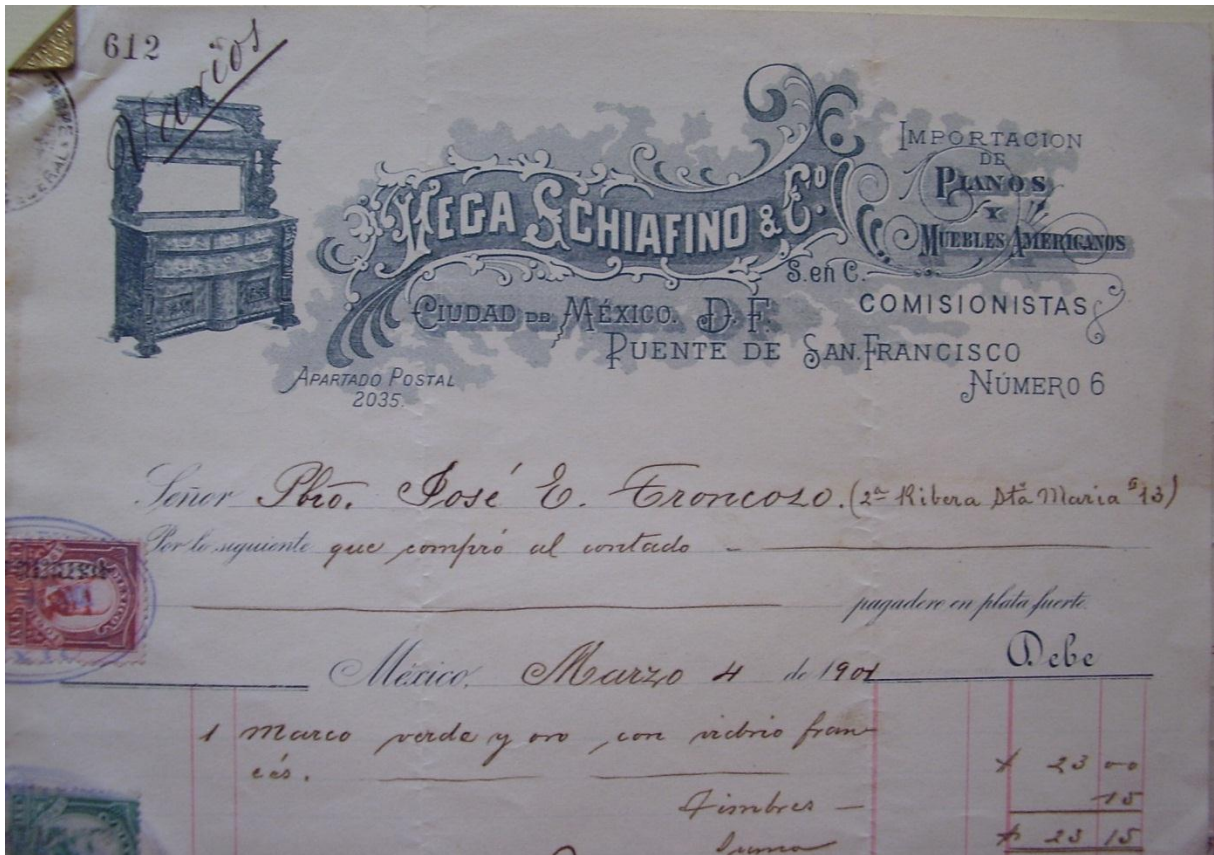 612
Varios
VEGA SCHIAFINO & Cº.
S. en C.
IMPORTACION
DE
PIANOS
Y
MUEBLES AMERICANOS
COMISIONISTAS
CIUDAD DE MÉXICO. D. F.
PUENTE DE SAN. FRANCISCO
NÚMERO 6
APARTADO POSTAL
2035.
Señor Pbro. José E. Troncoso. (2ª Ribera Stª Maria 13)
Por lo siguiente que compró al contado
pagadero en plata fuerte.
México, Marzo 4 de 1901
Debe
1 Marco verde y oro con vidrio fran-
cés. $ 23 00
Timbres — 15
Suma $ 23 15